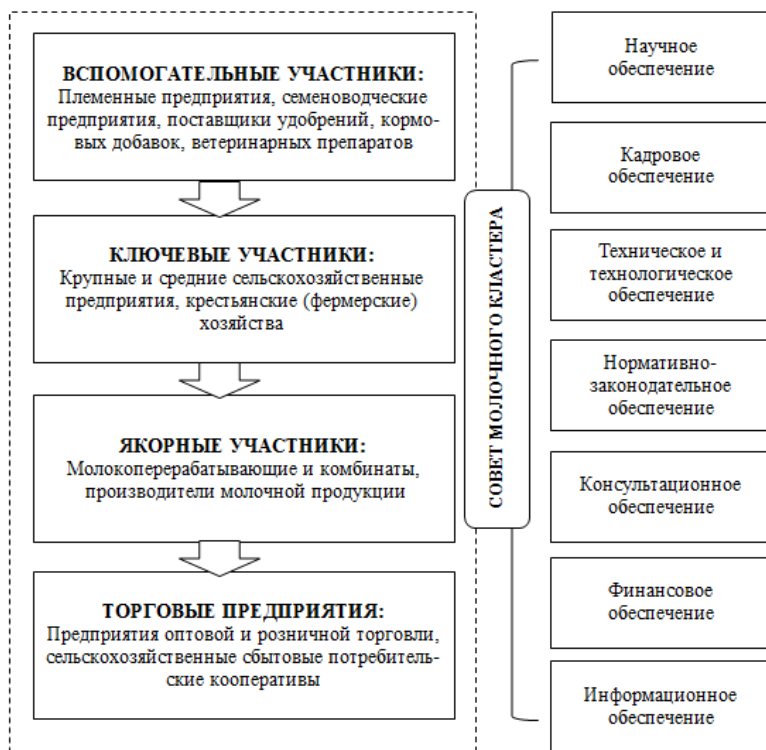 ВСПОМОГАТЕЛЬНЫЕ УЧАСТНИКИ:
Племенные предприятия, семеноводческие
предприятия, поставщики удобрений, кормо-
вых добавок, ветеринарных препаратов
КЛЮЧЕВЫЕ УЧАСТНИКИ:
Крупные и средние сельскохозяйственные
предприятия, крестьянские (фермерские)
хозяйства
ЯКОРНЫЕ УЧАСТНИКИ:
Молокоперерабатывающие и комбинаты,
производители молочной продукции
ТОРГОВЫЕ ПРЕДПРИЯТИЯ:
Предприятия оптовой и розничной торговли,
сельскохозяйственные сбытовые потребитель-
ские кооперативы
СОВЕТ МОЛОЧНОГО КЛАСТЕРА
Научное
обеспечение
Кадровое
обеспечение
Техническое и
технологическое
обеспечение
Нормативно-
законодательное
обеспечение
Консультационное
обеспечение
Финансовое
обеспечение
Информационное
обеспечение